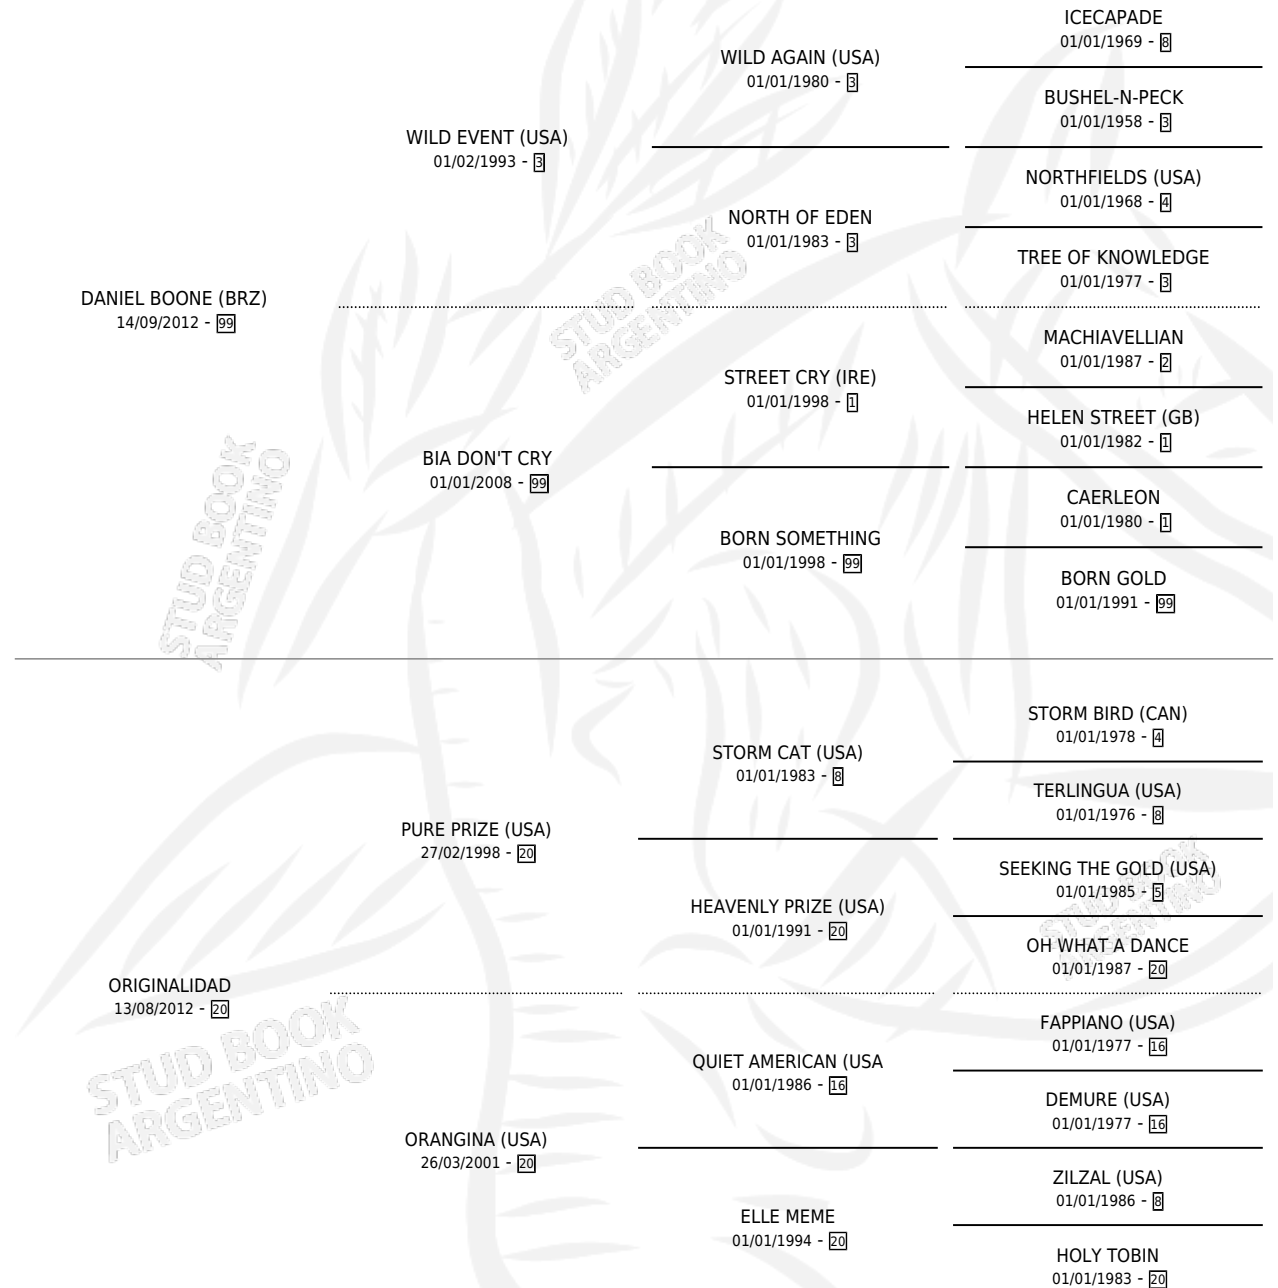 ICECAPADE
01/01/1969 - 8
WILD AGAIN (USA)
01/01/1980 - 3
BUSHEL-N-PECK
01/01/1958 - 3
WILD EVENT (USA)
01/02/1993 - 3
NORTHFIELDS (USA)
01/01/1968 - 4
NORTH OF EDEN
01/01/1983 - 3
TREE OF KNOWLEDGE
01/01/1977 - 3
DANIEL BOONE (BRZ)
14/09/2012 - 99
MACHIAVELLIAN
01/01/1987 - 2
STREET CRY (IRE)
01/01/1998 - 1
HELEN STREET (GB)
01/01/1982 - 1
BIA DON'T CRY
01/01/2008 - 99
CAERLEON
01/01/1980 - 1
BORN SOMETHING
01/01/1998 - 99
BORN GOLD
01/01/1991 - 99
STORM BIRD (CAN)
01/01/1978 - 4
STORM CAT (USA)
01/01/1983 - 8
TERLINGUA (USA)
01/01/1976 - 8
PURE PRIZE (USA)
27/02/1998 - 20
SEEKING THE GOLD (USA)
01/01/1985 - 5
HEAVENLY PRIZE (USA)
01/01/1991 - 20
OH WHAT A DANCE
01/01/1987 - 20
ORIGINALIDAD
13/08/2012 - 20
FAPPIANO (USA)
01/01/1977 - 16
QUIET AMERICAN (USA
01/01/1986 - 16
DEMURE (USA)
01/01/1977 - 16
ORANGINA (USA)
26/03/2001 - 20
ZILZAL (USA)
01/01/1986 - 8
ELLE MEME
01/01/1994 - 20
HOLY TOBIN
01/01/1983 - 20
STUD BOOK
ARGENTINO
STUD BOOK
ARGENTINO
STUD BOOK
ARGENTINO
STUD BOOK
ARGENTINO